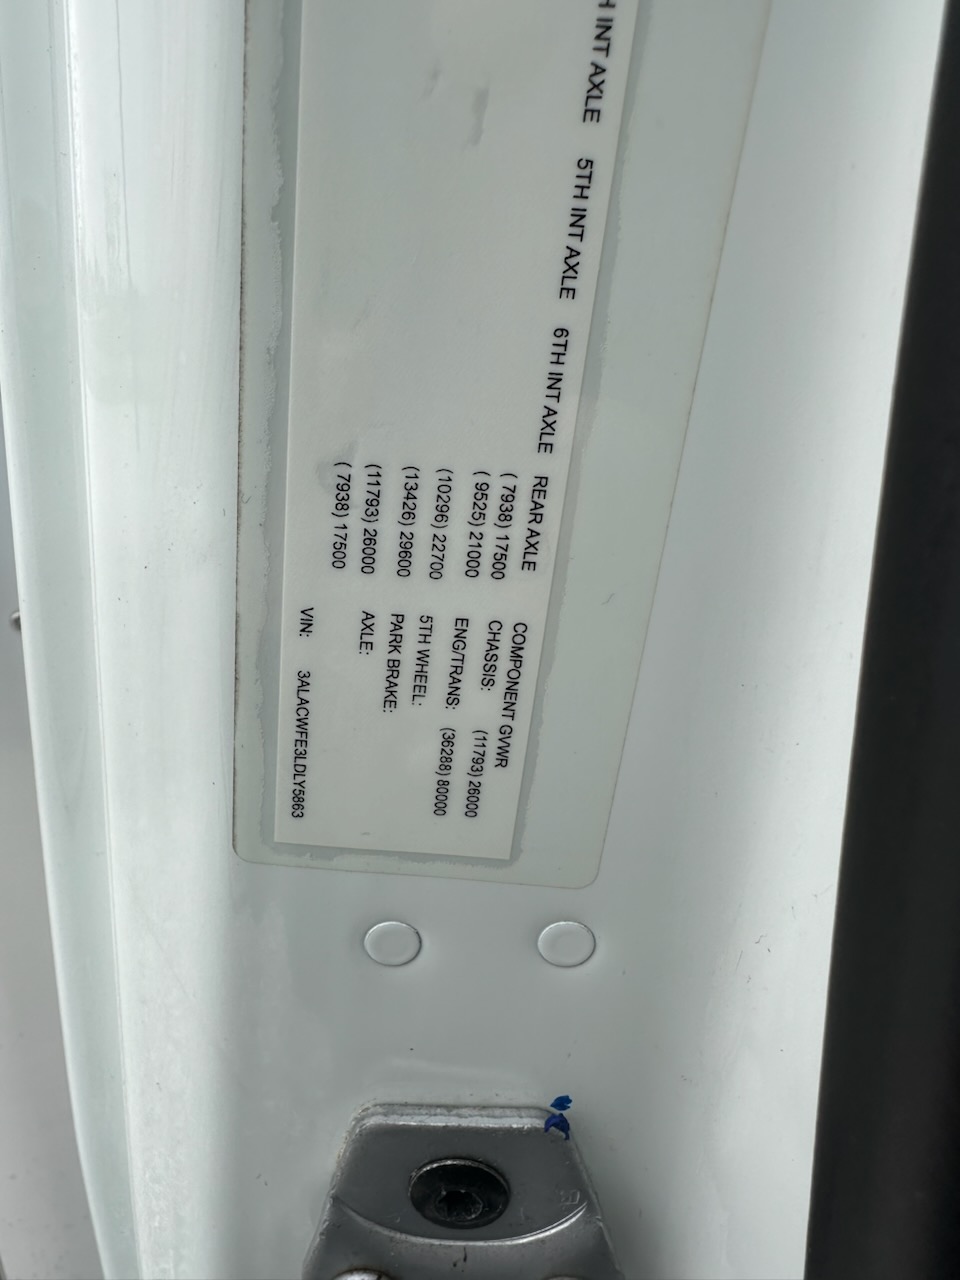 H INT AXLE 5TH INT AXLE 6TH INT AXLE REAR AXLE
( 7938) 17500
( 9525) 21000
(10296) 22700
(13426) 29600
(11793) 26000
( 7938) 17500
COMPONENT GVWR
CHASSIS: (11793) 26000
ENG/TRANS: (36288) 80000
5TH WHEEL:
PARK BRAKE:
AXLE:
VIN: 3ALACWFE3LDLY5863